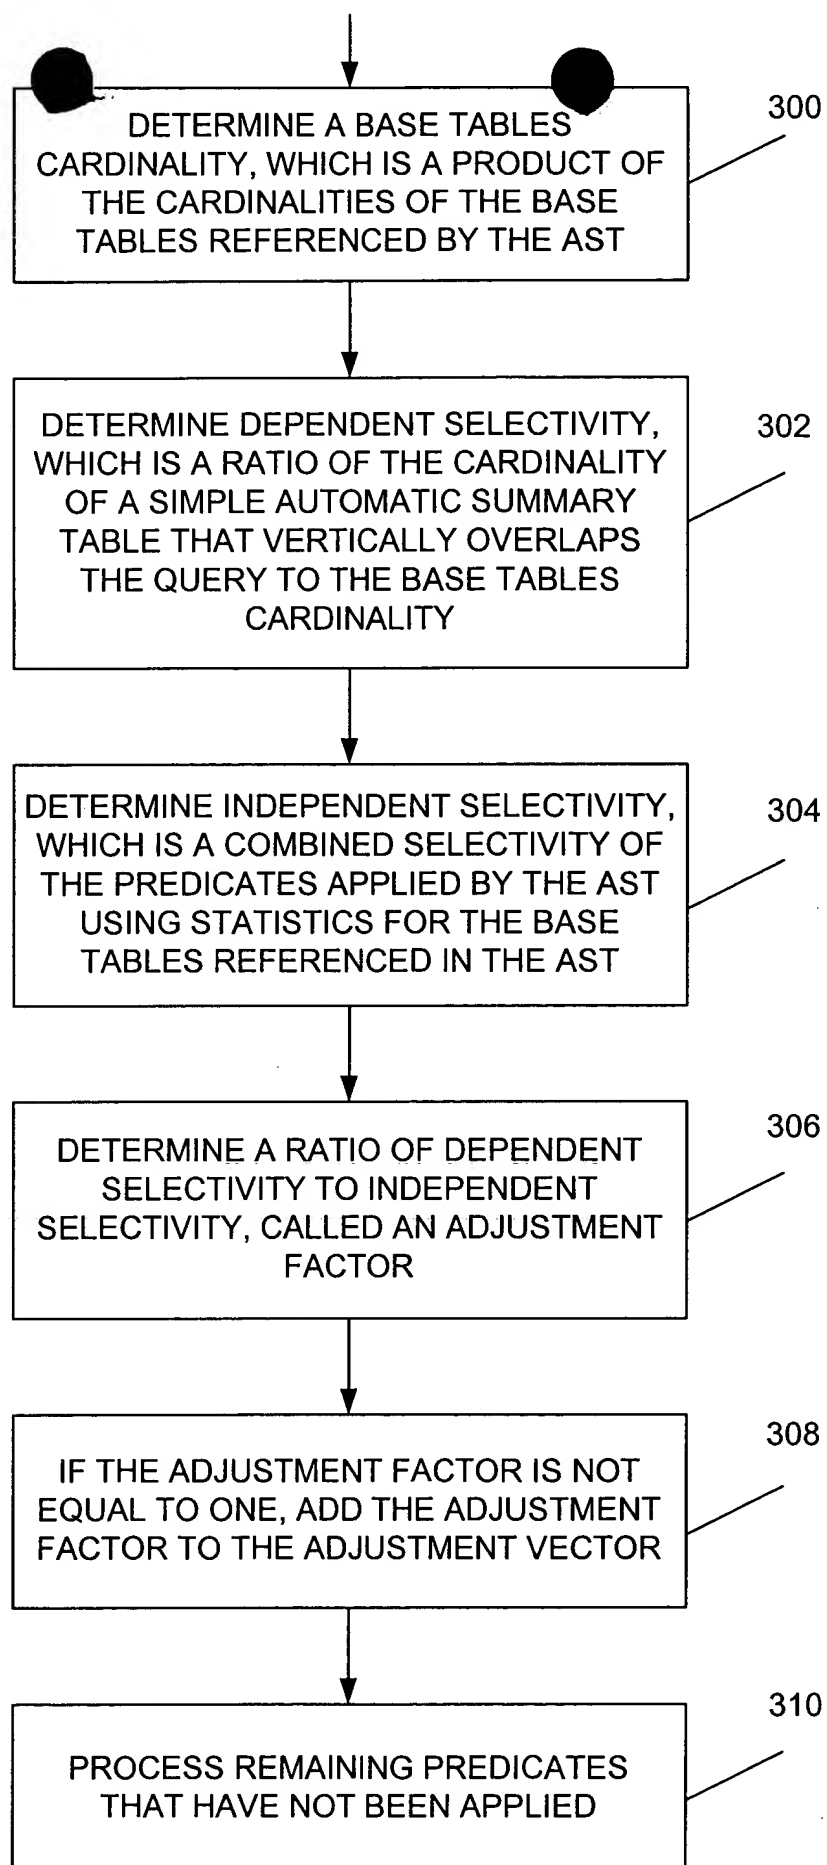 300
DETERMINE A BASE TABLES
CARDINALITY, WHICH IS A PRODUCT OF
THE CARDINALITIES OF THE BASE
TABLES REFERENCED BY THE AST
302
DETERMINE DEPENDENT SELECTIVITY,
WHICH IS A RATIO OF THE CARDINALITY
OF A SIMPLE AUTOMATIC SUMMARY
TABLE THAT VERTICALLY OVERLAPS
THE QUERY TO THE BASE TABLES
CARDINALITY
304
DETERMINE INDEPENDENT SELECTIVITY,
WHICH IS A COMBINED SELECTIVITY OF
THE PREDICATES APPLIED BY THE AST
USING STATISTICS FOR THE BASE
TABLES REFERENCED IN THE AST
306
DETERMINE A RATIO OF DEPENDENT
SELECTIVITY TO INDEPENDENT
SELECTIVITY, CALLED AN ADJUSTMENT
FACTOR
308
IF THE ADJUSTMENT FACTOR IS NOT
EQUAL TO ONE, ADD THE ADJUSTMENT
FACTOR TO THE ADJUSTMENT VECTOR
310
PROCESS REMAINING PREDICATES
THAT HAVE NOT BEEN APPLIED